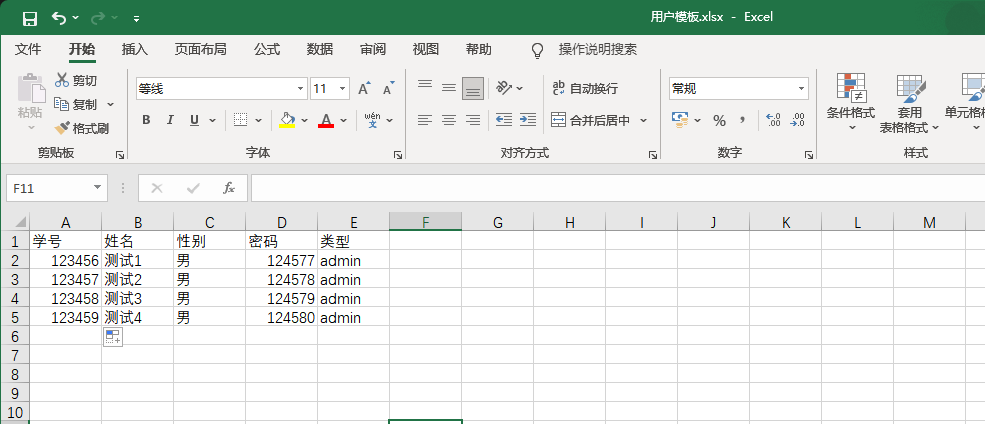 用户模板.xlsx - Excel
文件 开始 插入 页面布局 公式 数据 审阅 视图 帮助 操作说明搜索
粘贴 剪切 复制 格式刷
等线 11 A A
B I U A wén 文
ab 自动换行
合并后居中
常规
% , .00 .00
条件格式 套用 表格格式 单元格
剪贴板 字体 对齐方式 数字 样式
F11 fx
A B C D E F G H I J K L M
1 学号 姓名 性别 密码 类型
2 123456 测试1 男 124577 admin
3 123457 测试2 男 124578 admin
4 123458 测试3 男 124579 admin
5 123459 测试4 男 124580 admin
6
7
8
9
10